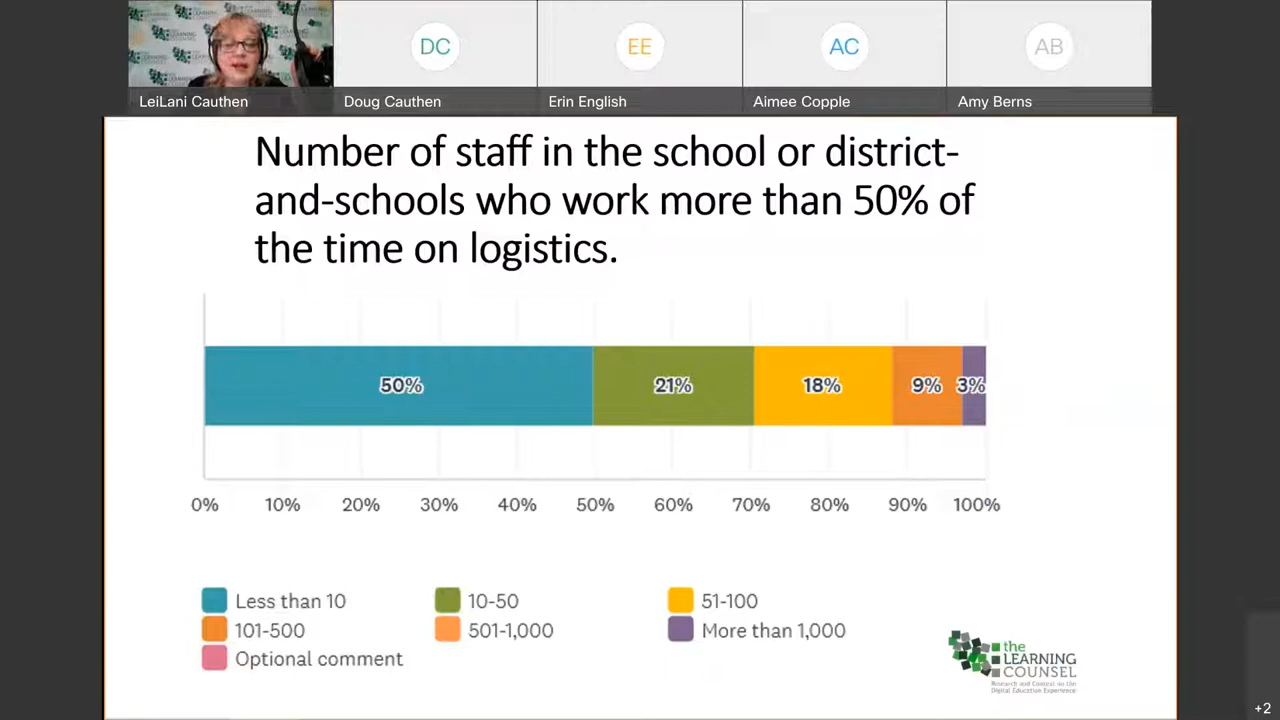 DC
EE
AC
AB
LeiLani Cauthen
Doug Cauthen
Erin English
Aimee Copple
Amy Berns
Number of staff in the school or district-
and-schools who work more than 50% of
the time on logistics.
50%
21%
18%
9%
3%
0%
10%
20%
30%
40%
50%
60%
70%
80%
90%
100%
Less than 10
10-50
51-100
101-500
501-1,000
More than 1,000
Optional comment
the
LEARNING
COUNSEL
Research and Context on the
Digital Education Experience
+2